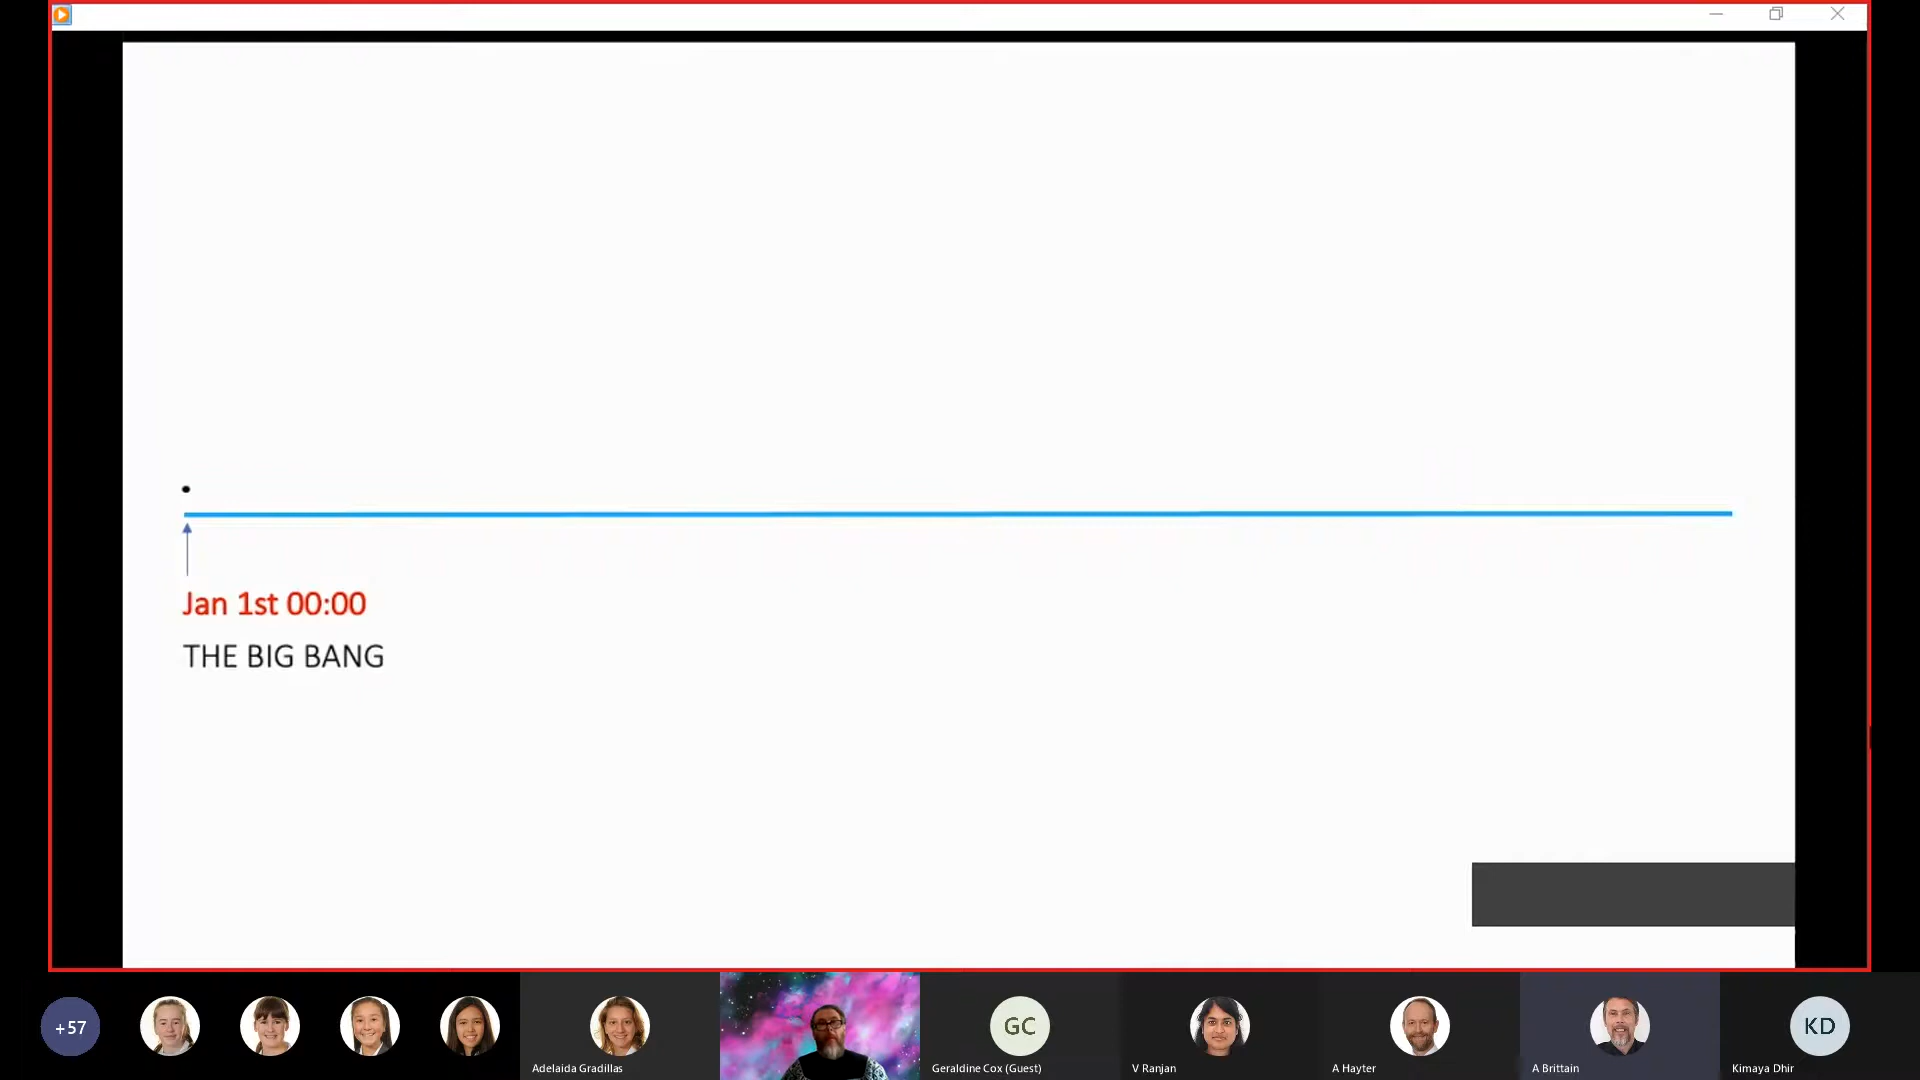 Jan 1st 00:00
THE BIG BANG
+57
Adelaida Gradillas
GC
Geraldine Cox (Guest)
V Ranjan
A Hayter
A Brittain
KD
Kimaya Dhir